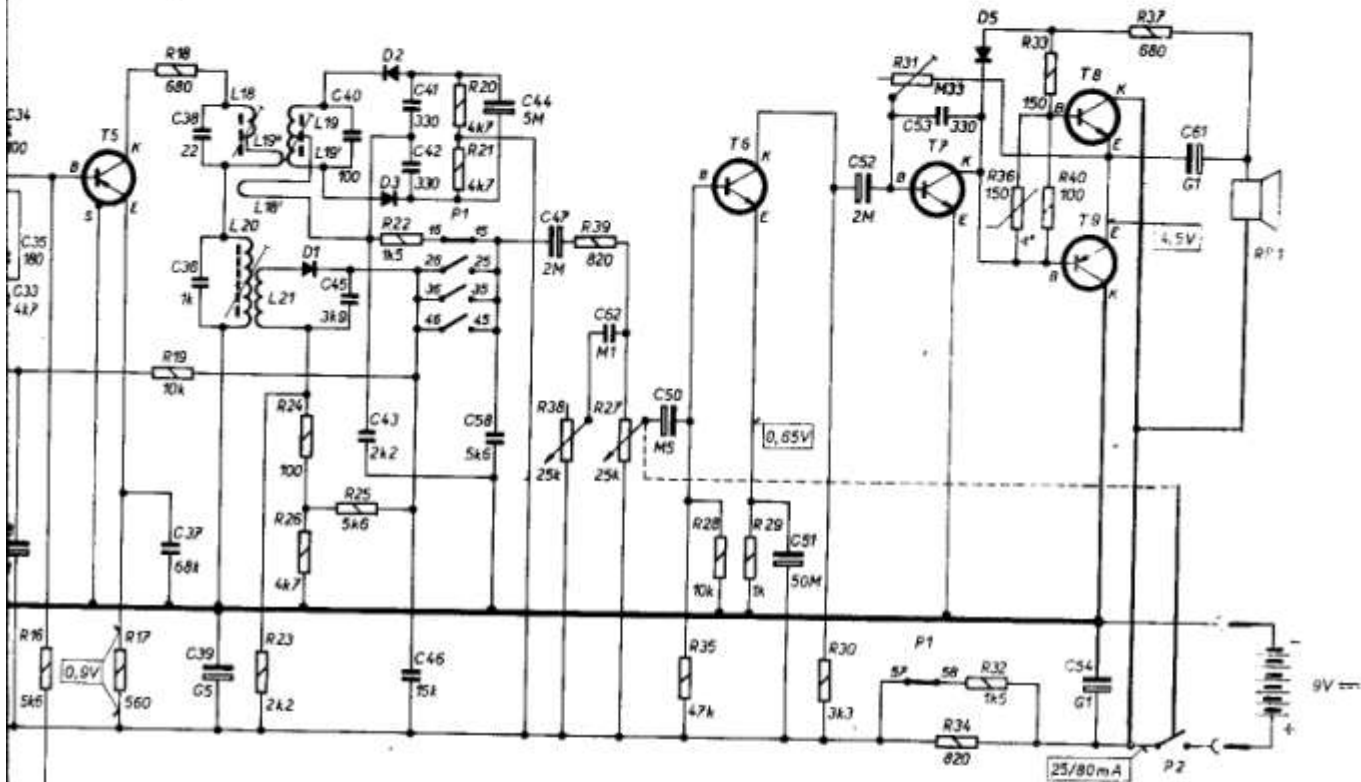 D5
R37
680
R33
150
T8
B
K
E
R31
M33
C53
330
R18
680
D2
L18
C40
C41
330
R20
4k7
C44
5M
C38
22
L19"
L19
L19'
100
C42
330
R21
4k7
D3
L18'
C34
100
T5
B
K
E
S
T6
B
K
E
C52
2M
T7
B
K
E
R36
150
R40
100
T9
E
B
K
C61
G1
4,5V
RP1
P1
R22
1k5
16
15
26
25
36
35
46
45
C47
2M
R39
820
L20
C36
1k
L21
D1
C45
3k9
C35
180
C33
4k7
C62
M1
R19
10k
R24
100
C43
2k2
C58
5k6
R38
25k
R27
25k
C50
M5
0,65V
R25
5k6
R26
4k7
C37
68k
R28
10k
R29
1k
C51
50M
R16
5k6
0,9V
R17
560
C39
G5
R23
2k2
C46
15k
R35
47k
R30
3k3
P1
57
58
R32
1k5
R34
820
C54
G1
25/80mA
P2
-
+
9V